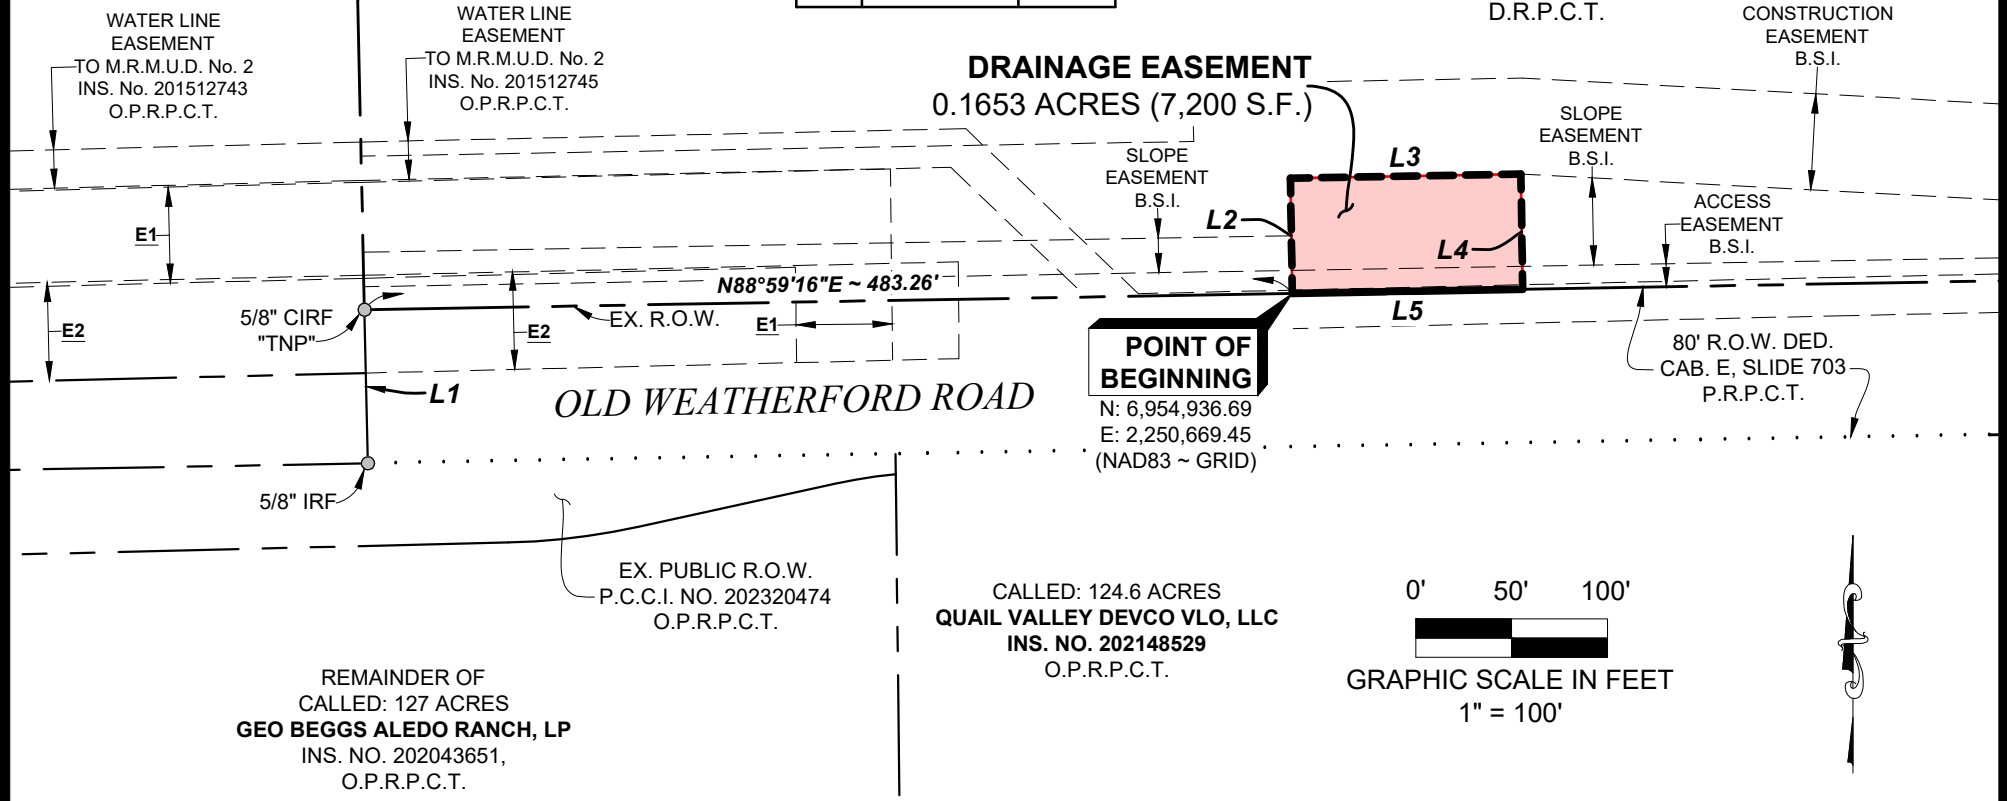 WATER LINE
EASEMENT
TO M.R.M.U.D. No. 2
INS. No. 201512743
O.P.R.P.C.T.
WATER LINE
EASEMENT
TO M.R.M.U.D. No. 2
INS. No. 201512745
O.P.R.P.C.T.
DRAINAGE EASEMENT
0.1653 ACRES (7,200 S.F.)
D.R.P.C.T.
CONSTRUCTION
EASEMENT
B.S.I.
SLOPE
EASEMENT
B.S.I.
SLOPE
EASEMENT
B.S.I.
ACCESS
EASEMENT
B.S.I.
L3
L2
L4
L5
E1
E2
N88°59'16"E ~ 483.26'
5/8" CIRF
"TNP"
EX. R.O.W.
E2
E1
L1
OLD WEATHERFORD ROAD
POINT OF
BEGINNING
N: 6,954,936.69
E: 2,250,669.45
(NAD83 ~ GRID)
80' R.O.W. DED.
CAB. E, SLIDE 703
P.R.P.C.T.
5/8" IRF
EX. PUBLIC R.O.W.
P.C.C.I. NO. 202320474
O.P.R.P.C.T.
CALLED: 124.6 ACRES
QUAIL VALLEY DEVCO VLO, LLC
INS. NO. 202148529
O.P.R.P.C.T.
0' 50' 100'
GRAPHIC SCALE IN FEET
1" = 100'
REMAINDER OF
CALLED: 127 ACRES
GEO BEGGS ALEDO RANCH, LP
INS. NO. 202043651,
O.P.R.P.C.T.